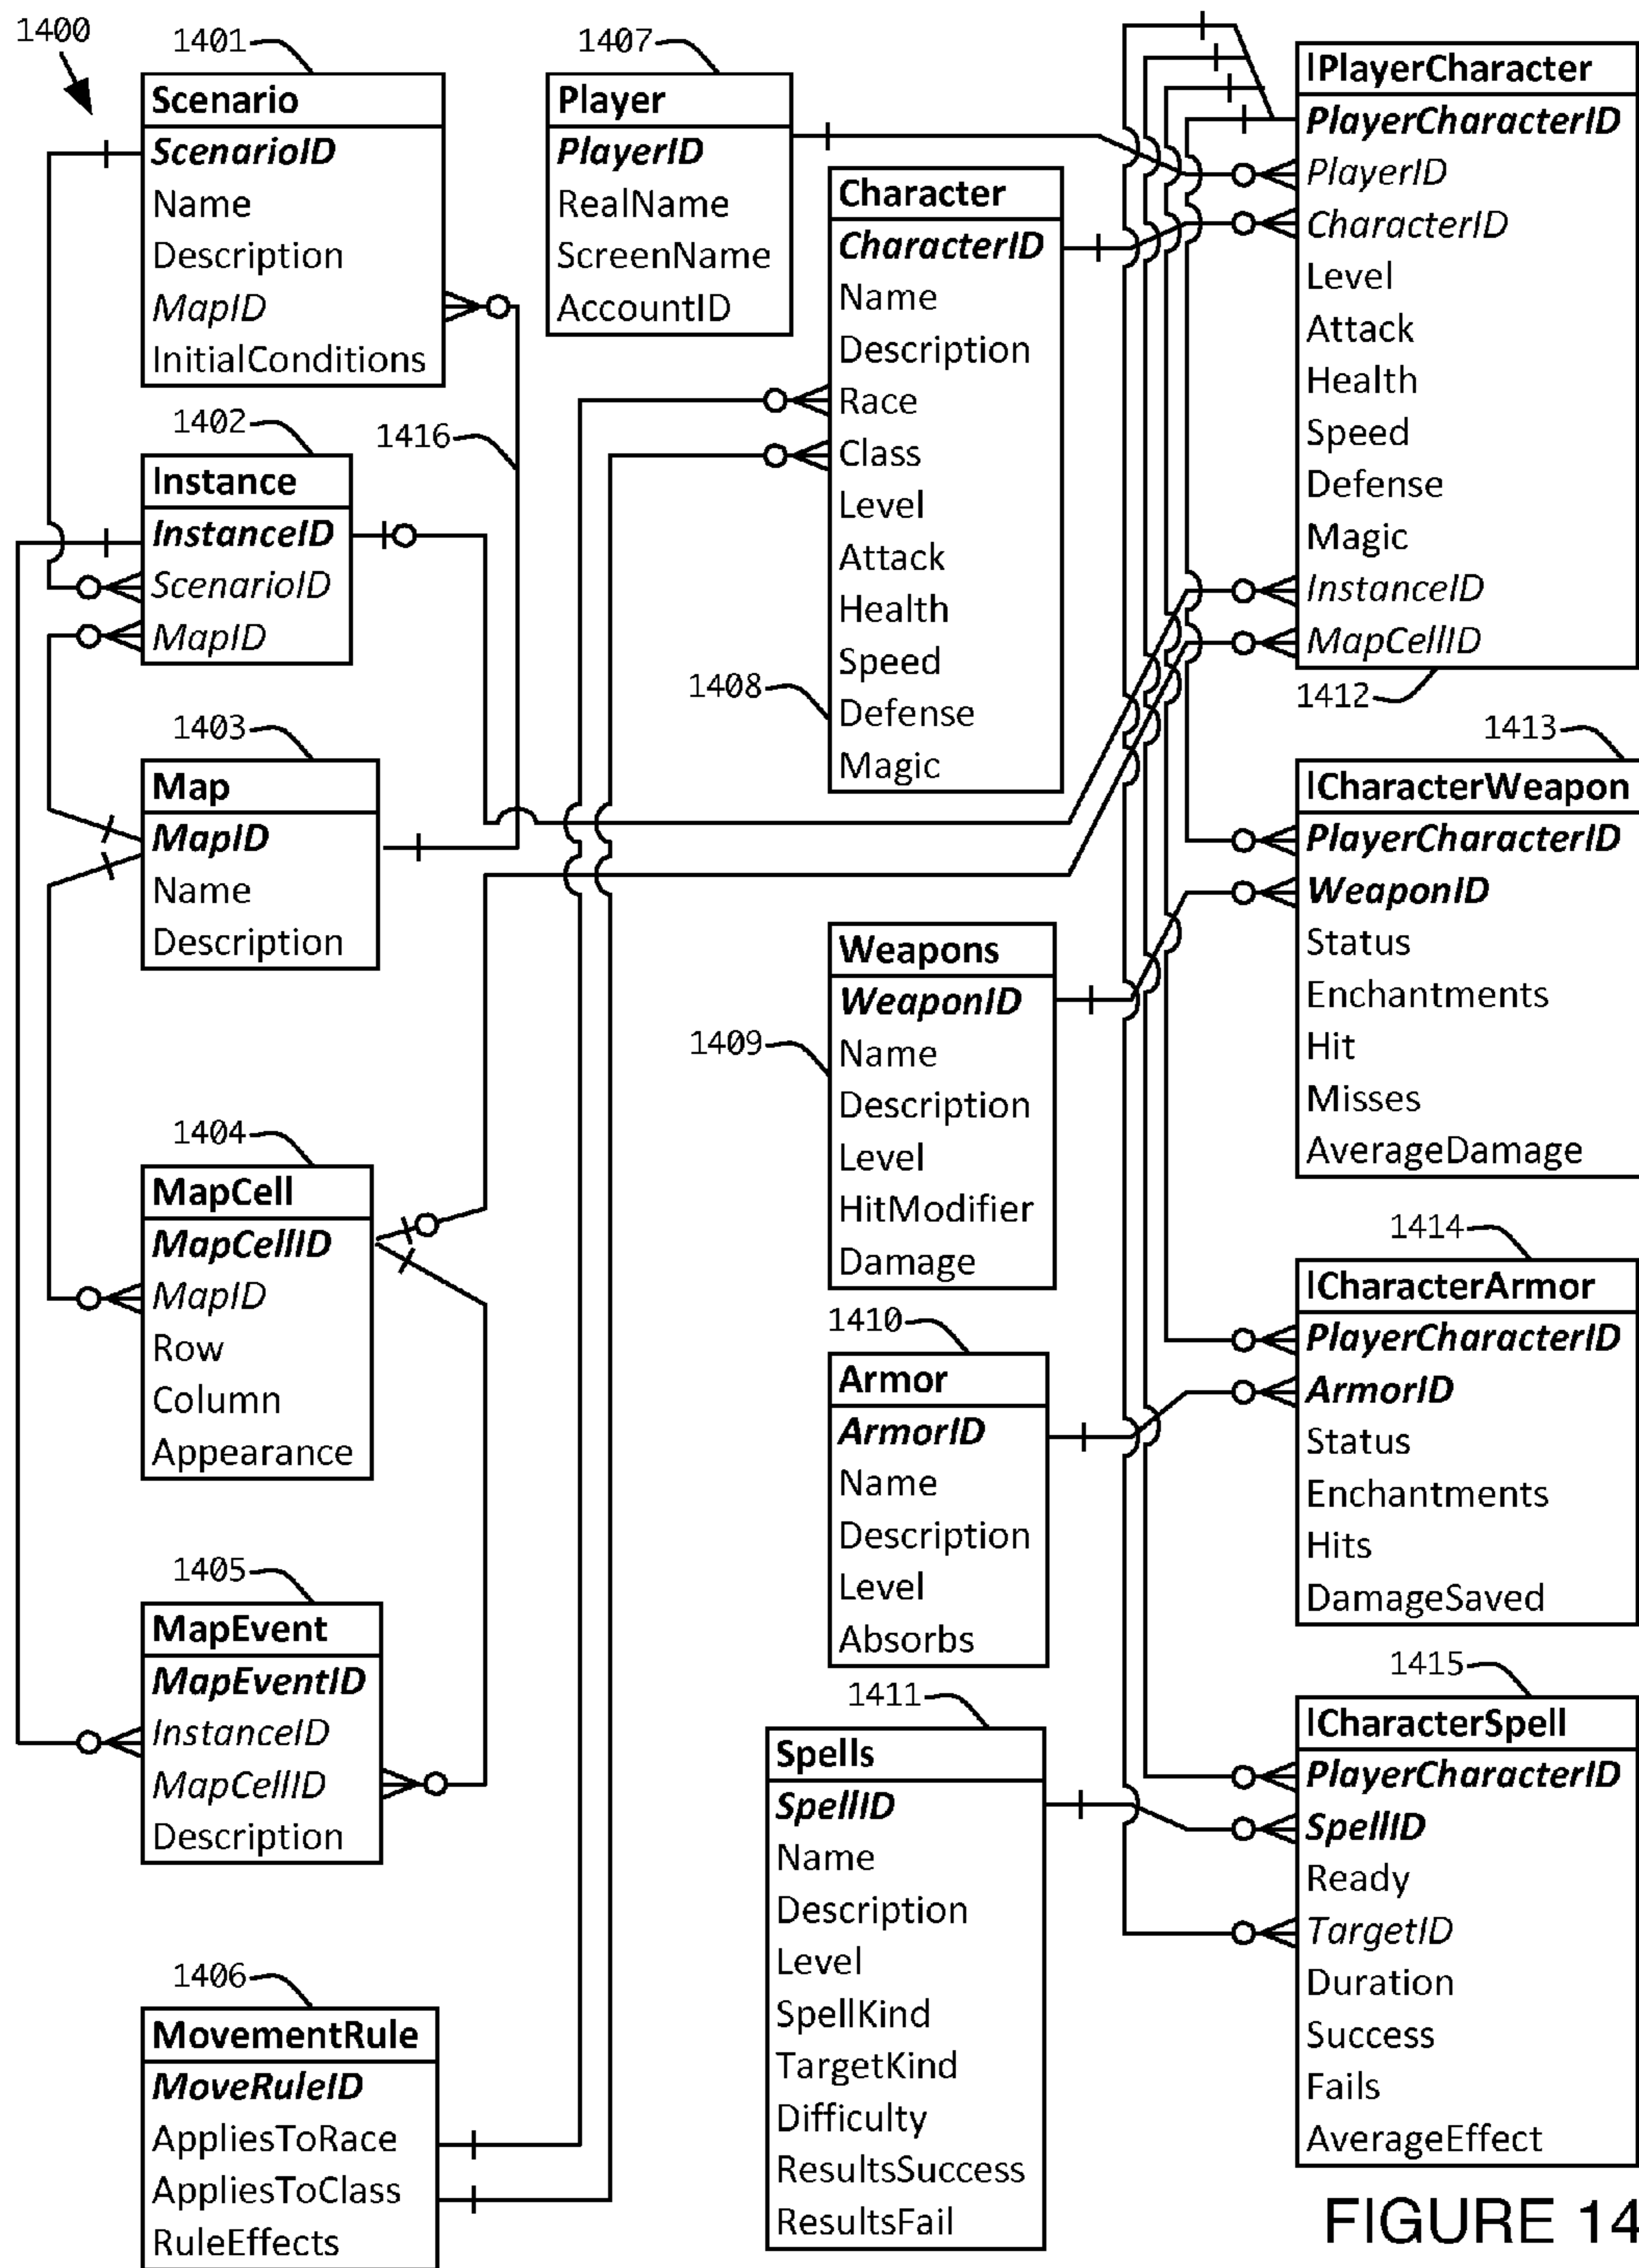 1400
1401
Scenario
ScenarioID
Name
Description
MapID
InitialConditions
1402
1416
Instance
InstanceID
ScenarioID
MapID
1403
Map
MapID
Name
Description
1404
MapCell
MapCellID
MapID
Row
Column
Appearance
1405
MapEvent
MapEventID
InstanceID
MapCellID
Description
1406
MovementRule
MoveRuleID
AppliesToRace
AppliesToClass
RuleEffects
1407
Player
PlayerID
RealName
ScreenName
AccountID
Character
CharacterID
Name
Description
Race
Class
Level
Attack
Health
Speed
1408
Defense
Magic
Weapons
WeaponID
1409
Name
Description
Level
HitModifier
Damage
1410
Armor
ArmorID
Name
Description
Level
Absorbs
1411
Spells
SpellID
Name
Description
Level
SpellKind
TargetKind
Difficulty
ResultsSuccess
ResultsFail
IPlayerCharacter
PlayerCharacterID
PlayerID
CharacterID
Level
Attack
Health
Speed
Defense
Magic
InstanceID
MapCellID
1412
1413
ICharacterWeapon
PlayerCharacterID
WeaponID
Status
Enchantments
Hit
Misses
AverageDamage
1414
ICharacterArmor
PlayerCharacterID
ArmorID
Status
Enchantments
Hits
DamageSaved
1415
ICharacterSpell
PlayerCharacterID
SpellID
Ready
TargetID
Duration
Success
Fails
AverageEffect
FIGURE 14